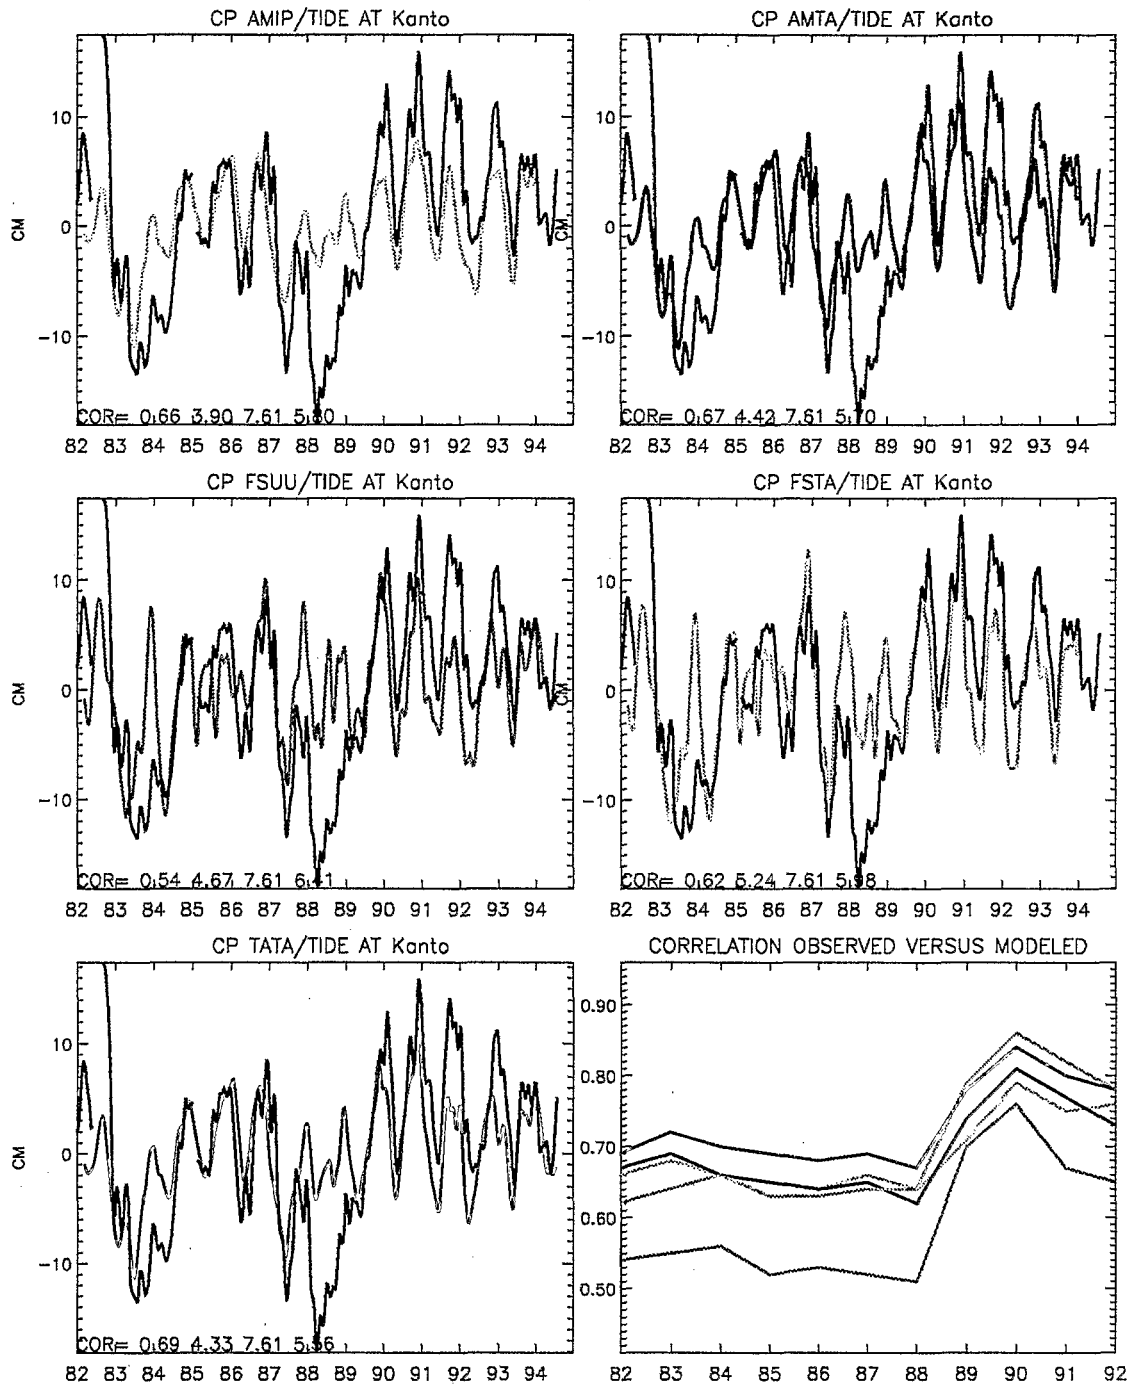 CP AMIP/TIDE AT Kanto
CP AMTA/TIDE AT Kanto
10
0
-10
CM
COR= 0.66 3.90 7.61 5.80
82 83 84 85 86 87 88 89 90 91 92 93 94
10
0
-10
CM
COR= 0.67 4.42 7.61 5.70
82 83 84 85 86 87 88 89 90 91 92 93 94
CP FSUU/TIDE AT Kanto
CP FSTA/TIDE AT Kanto
10
0
-10
CM
COR= 0.54 4.67 7.61 6.41
82 83 84 85 86 87 88 89 90 91 92 93 94
10
0
-10
CM
COR= 0.62 5.24 7.61 5.98
82 83 84 85 86 87 88 89 90 91 92 93 94
CP TATA/TIDE AT Kanto
CORRELATION OBSERVED VERSUS MODELED
10
0
-10
CM
COR= 0.69 4.33 7.61 5.56
82 83 84 85 86 87 88 89 90 91 92 93 94
0.90
0.80
0.70
0.60
0.50
82 83 84 85 86 87 88 89 90 91 92